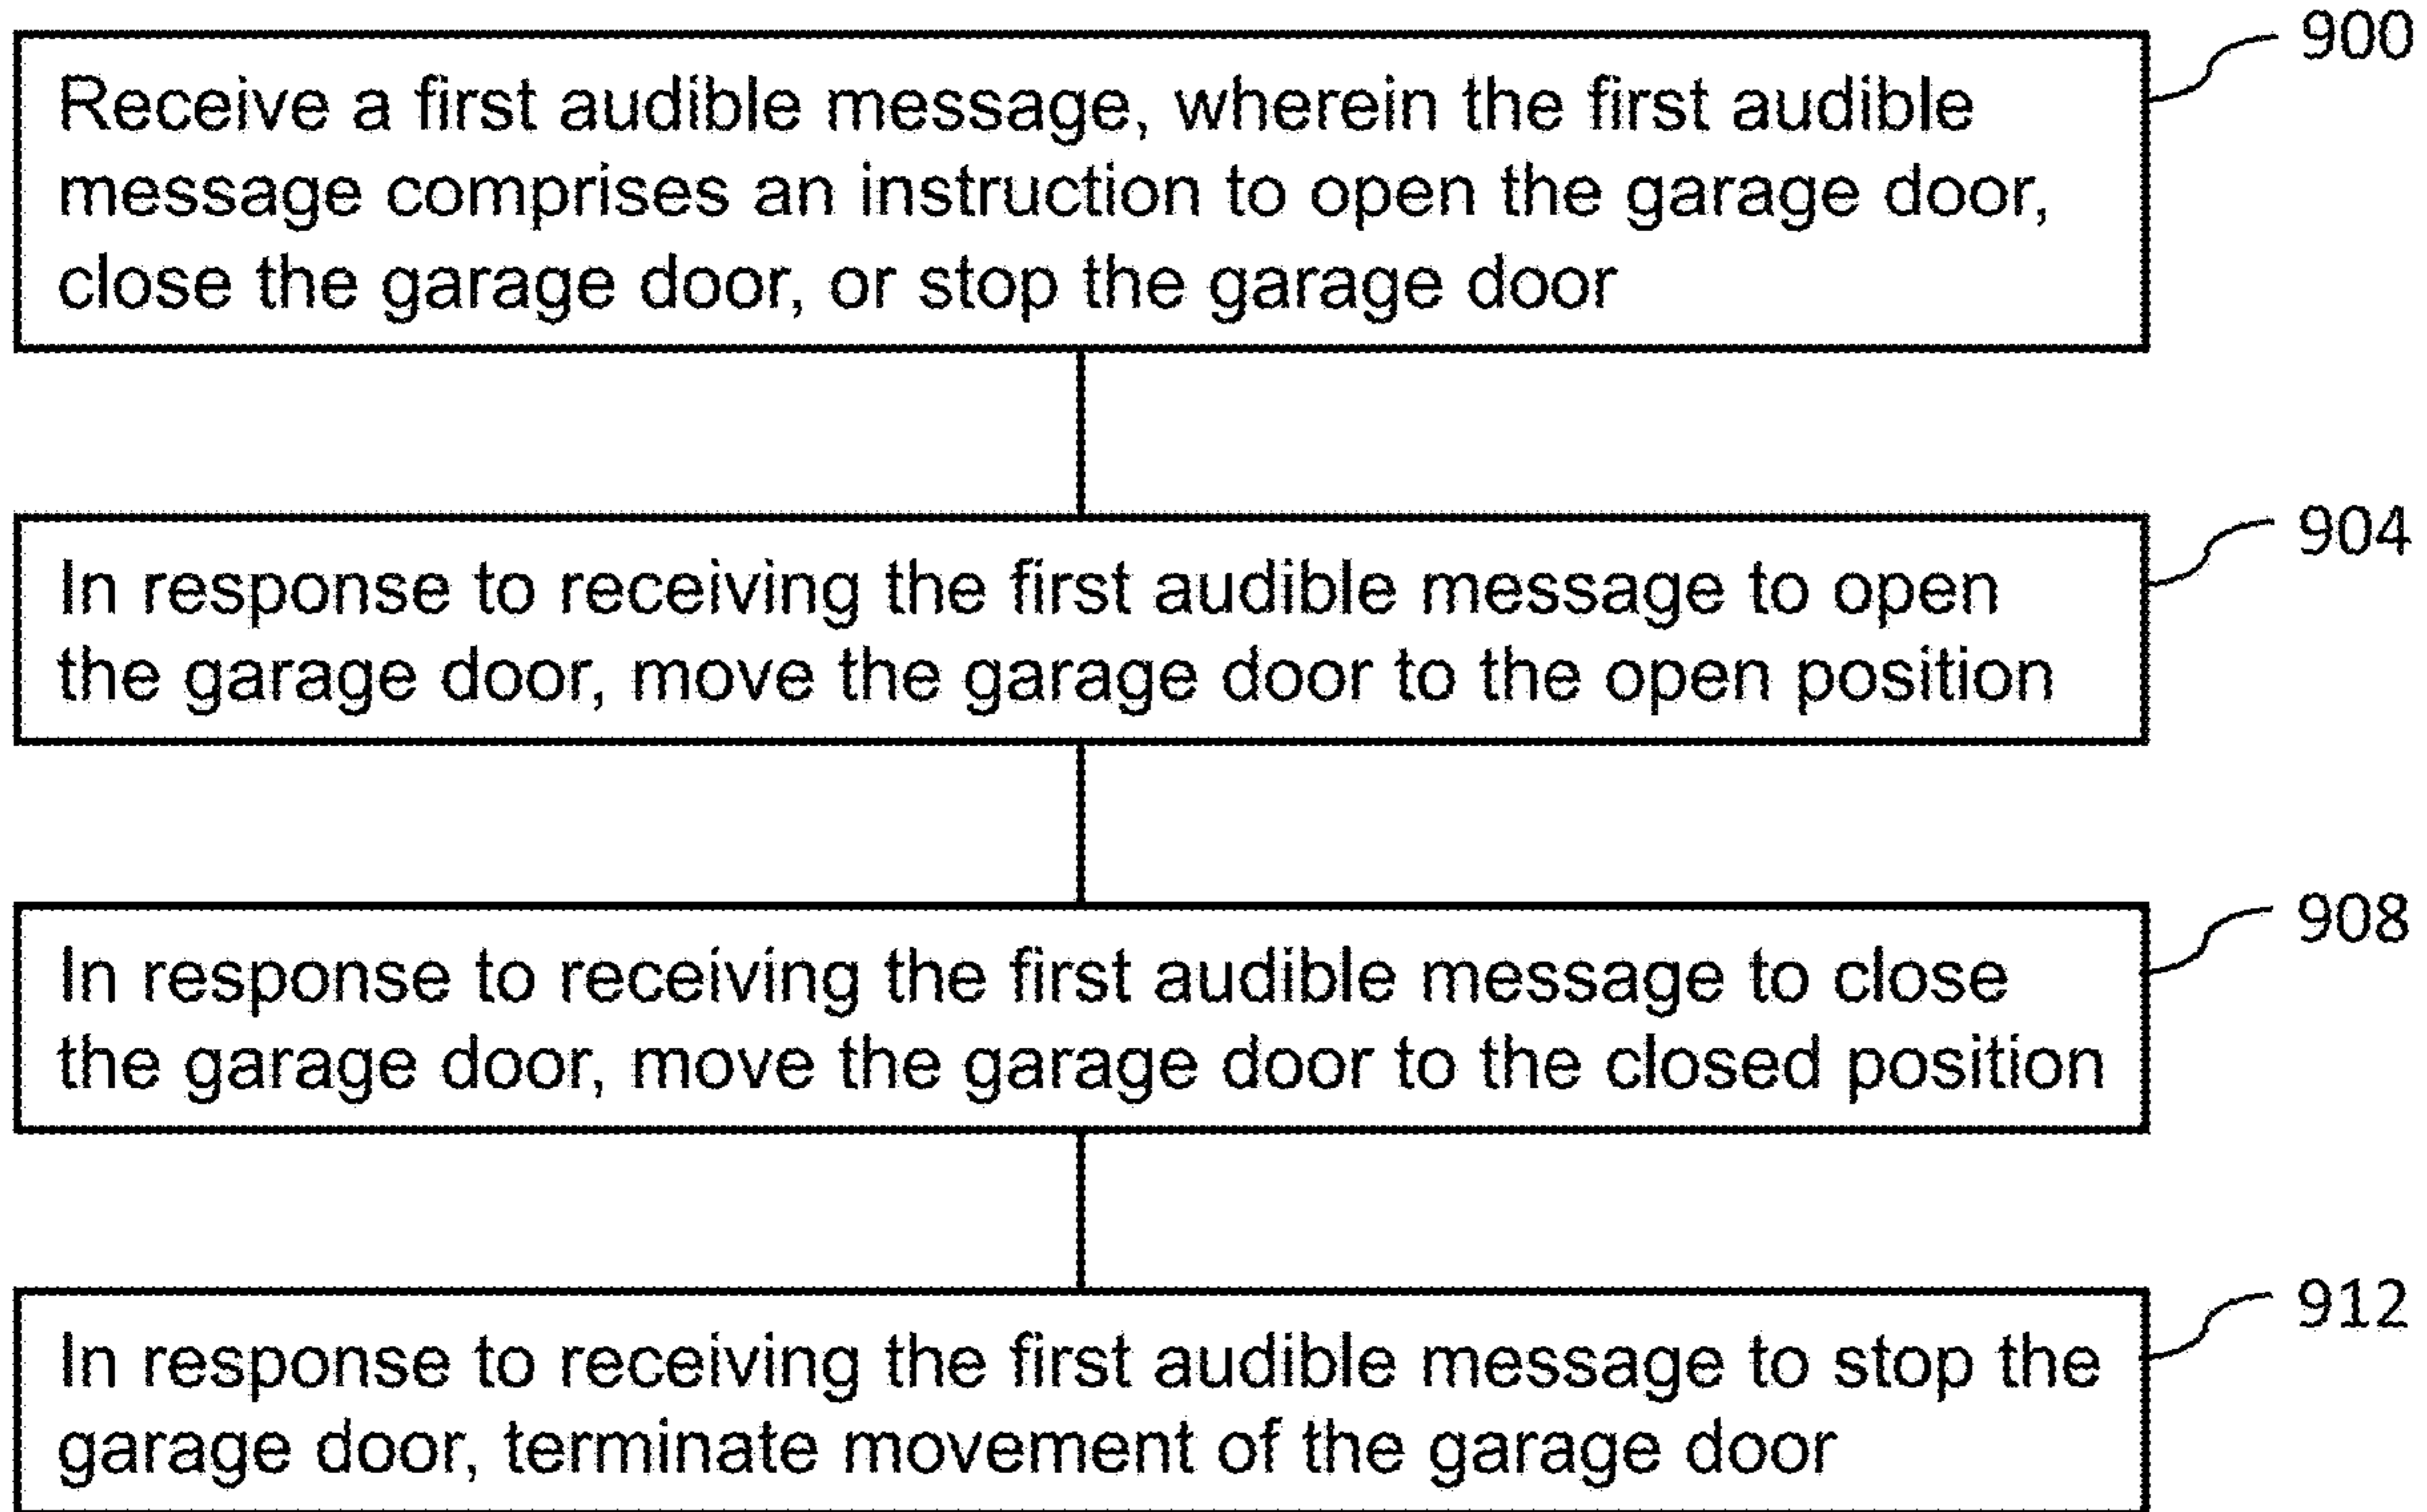 900
Receive a first audible message, wherein the first audible
message comprises an instruction to open the garage door,
close the garage door, or stop the garage door
904
In response to receiving the first audible message to open
the garage door, move the garage door to the open position
908
In response to receiving the first audible message to close
the garage door, move the garage door to the closed position
912
In response to receiving the first audible message to stop the
garage door, terminate movement of the garage door